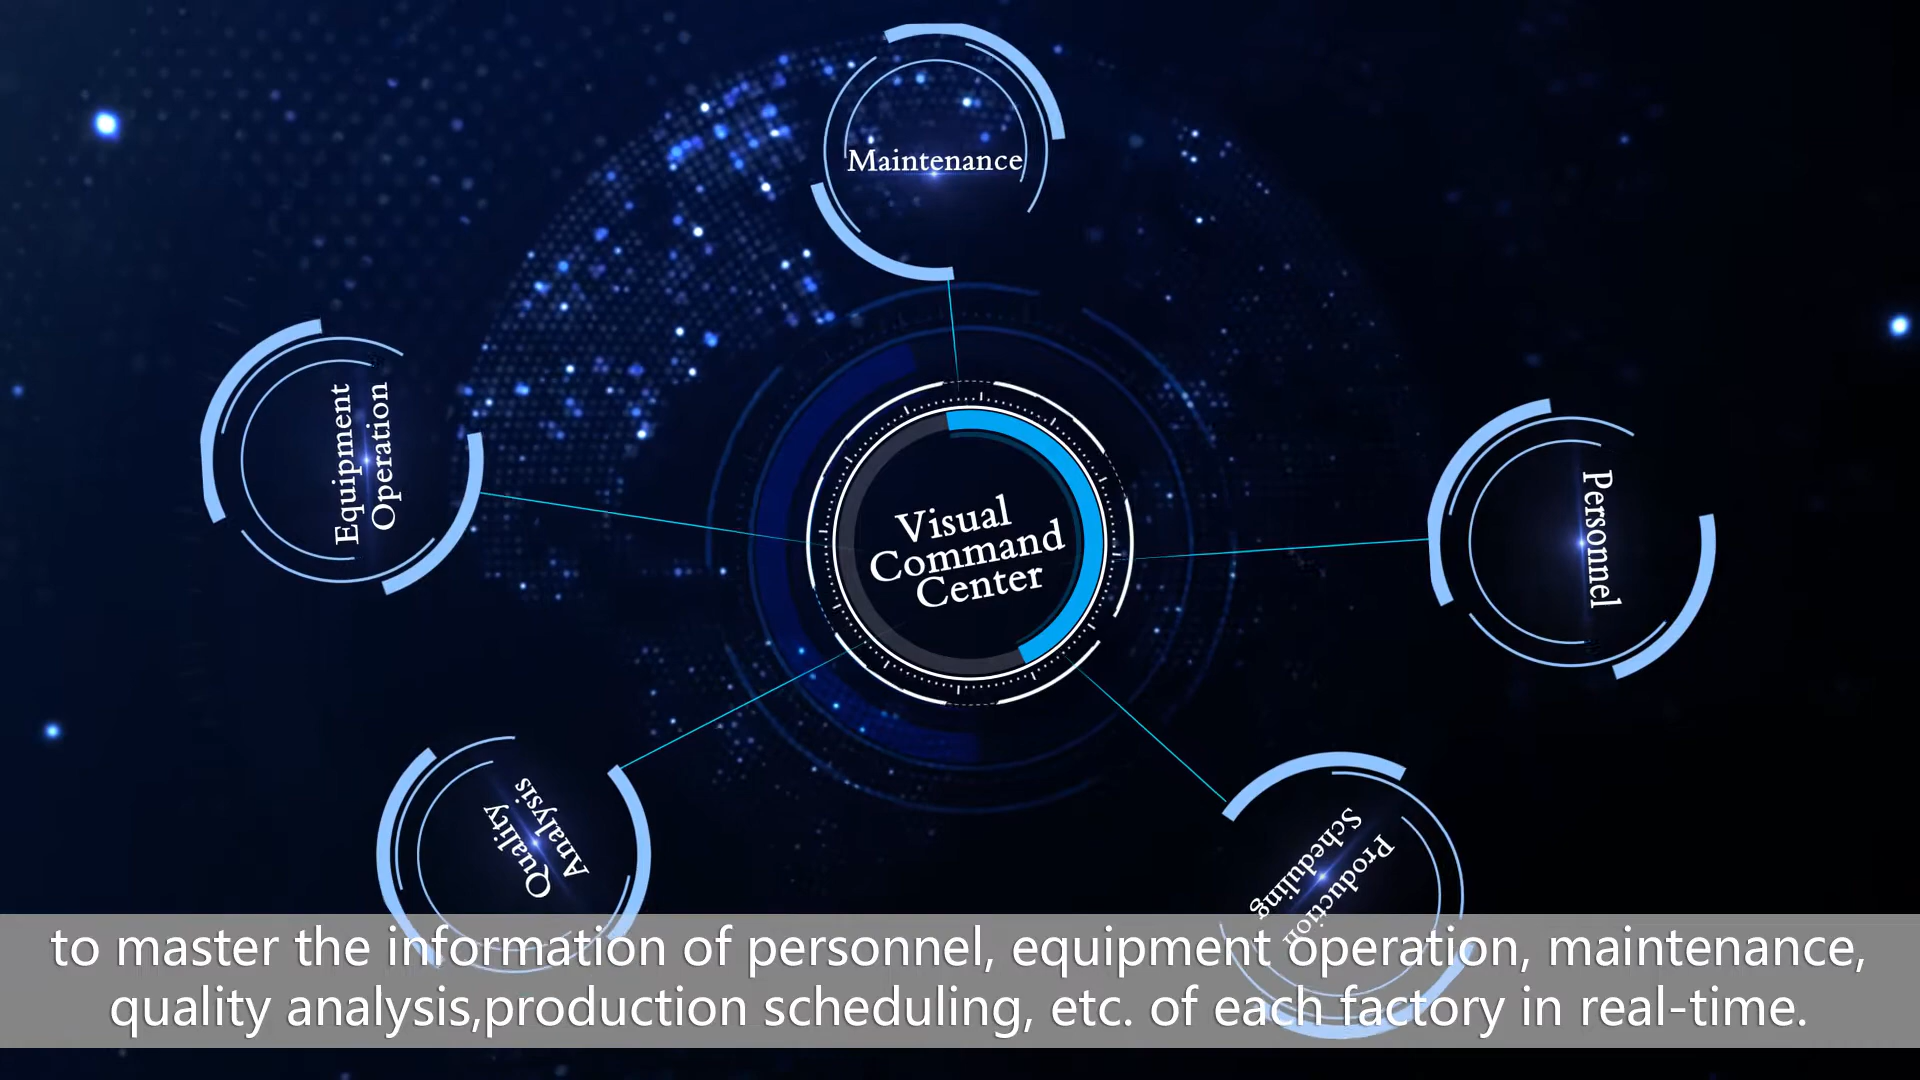 Maintenance
Equipment
Operation
Visual
Command
Center
Personnel
Quality
Analysis
Production
Scheduling
to master the information of personnel, equipment operation, maintenance,
quality analysis,production scheduling, etc. of each factory in real-time.